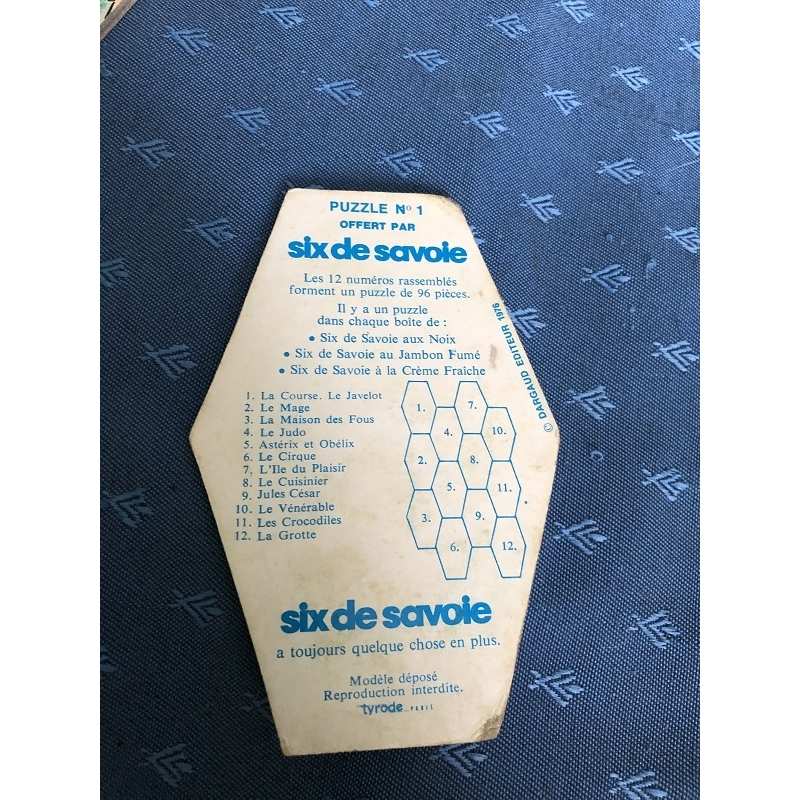 PUZZLE Nº 1
OFFERT PAR
six de savoie
Les 12 numéros rassemblés
forment un puzzle de 96 pièces.
Il y a un puzzle
dans chaque boîte de :
• Six de Savoie aux Noix
• Six de Savoie au Jambon Fumé
• Six de Savoie à la Crème Fraîche
© DARGAUD EDITEUR 1976
1. La Course. Le Javelot
2. Le Mage
3. La Maison des Fous
4. Le Judo
5. Astérix et Obélix
6. Le Cirque
7. L'Ile du Plaisir
8. Le Cuisinier
9. Jules César
10. Le Vénérable
11. Les Crocodiles
12. La Grotte
1.
7.
4.
10.
2.
8.
5.
11.
3.
9.
6.
12.
six de savoie
a toujours quelque chose en plus.
Modèle déposé
Reproduction interdite.
tyrode PARIS